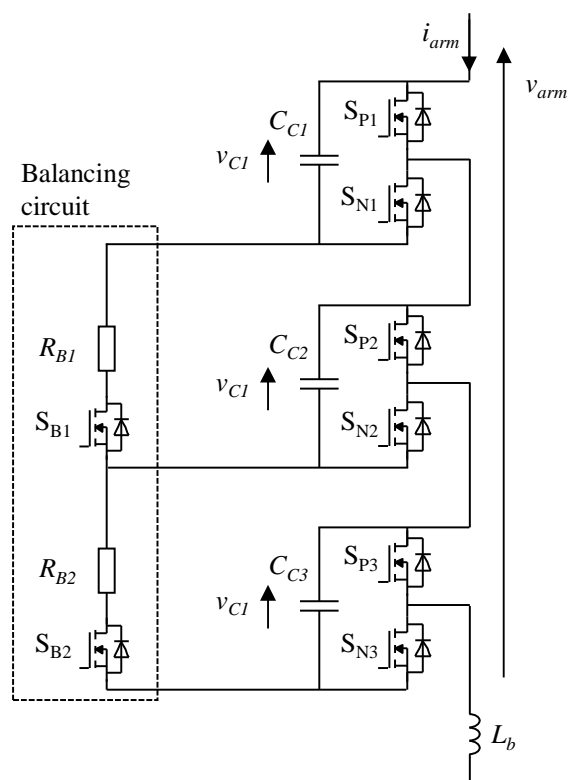 i_arm
v_arm
S_P1
C_C1
v_C1
S_N1
Balancing
circuit
S_P2
C_C2
R_B1
v_C1
S_N2
S_B1
S_P3
C_C3
R_B2
v_C1
S_N3
S_B2
L_b